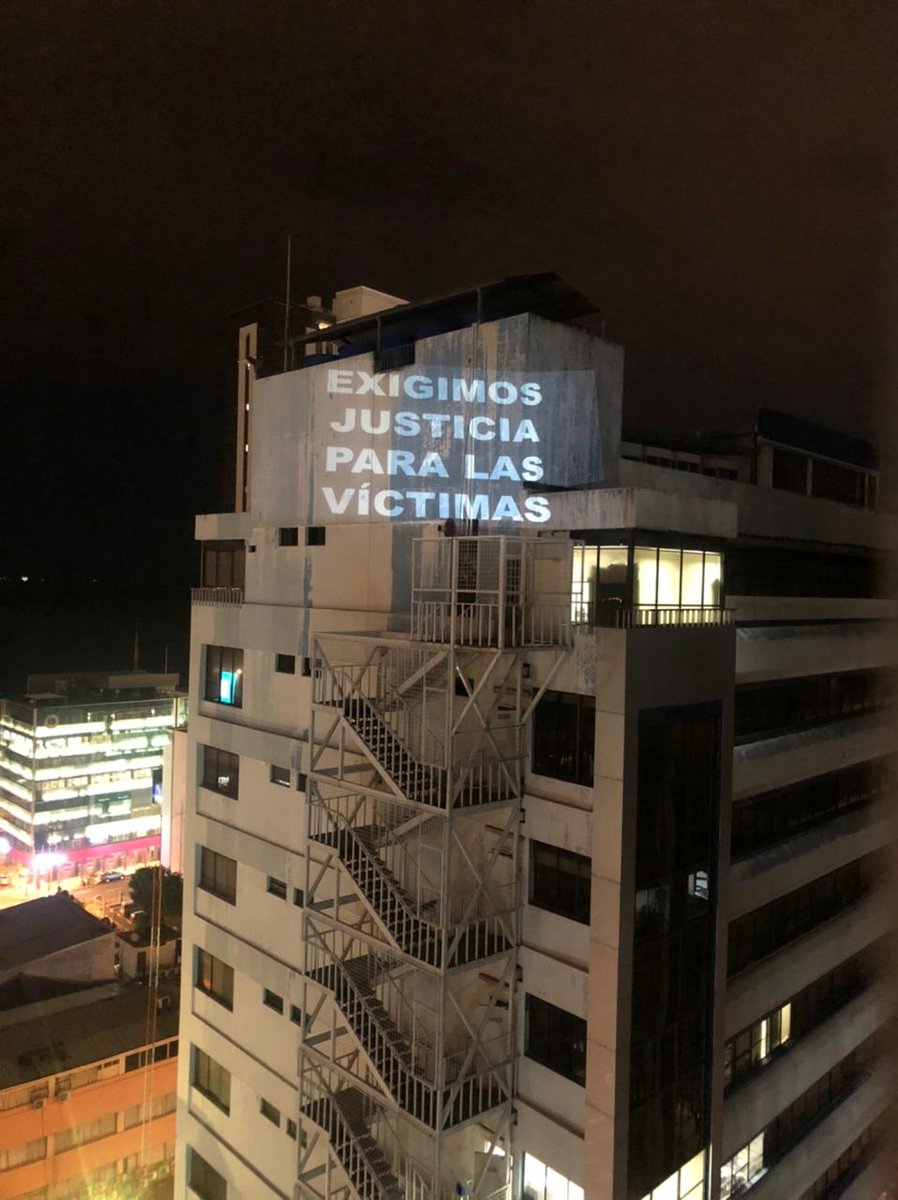 EXIGIMOS
JUSTICIA
PARA LAS
VÍCTIMAS